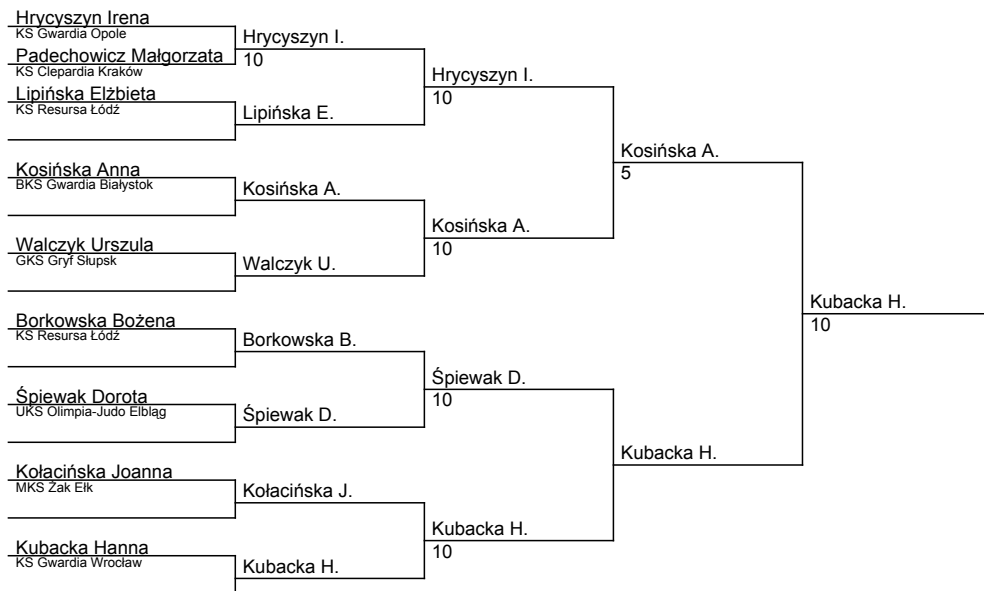 Hrycyszyn Irena
KS Gwardia Opole
Padechowicz Małgorzata
KS Clepardia Kraków
Lipińska Elżbieta
KS Resursa Łódź
Kosińska Anna
BKS Gwardia Białystok
Walczyk Urszula
GKS Gryf Słupsk
Borkowska Bożena
KS Resursa Łódź
Śpiewak Dorota
UKS Olimpia-Judo Elbląg
Kołacińska Joanna
MKS Żak Ełk
Kubacka Hanna
KS Gwardia Wrocław
Hrycyszyn I.
10
Lipińska E.
Kosińska A.
Walczyk U.
Borkowska B.
Śpiewak D.
Kołacińska J.
Kubacka H.
Hrycyszyn I.
10
Kosińska A.
10
Śpiewak D.
10
Kubacka H.
10
Kosińska A.
5
Kubacka H.
Kubacka H.
10